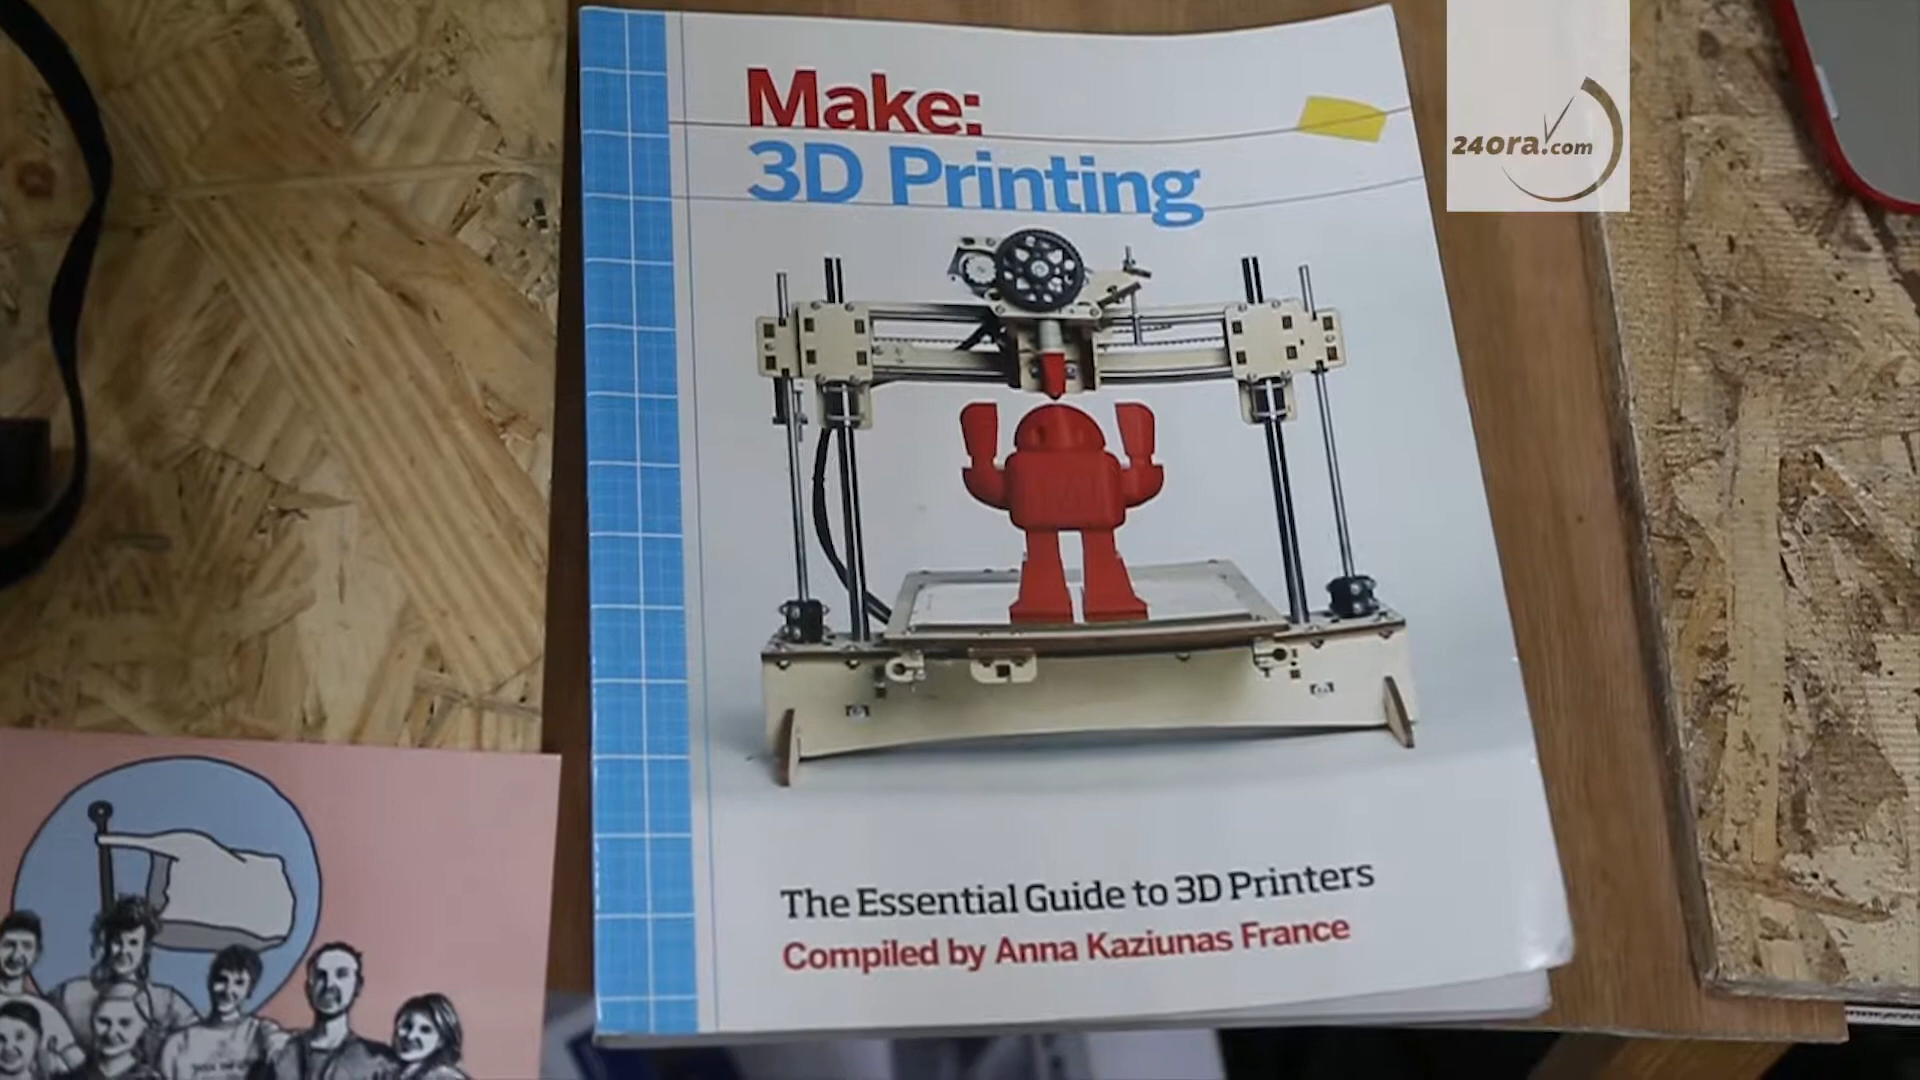 Make:
3D Printing
24ora.com
The Essential Guide to 3D Printers
Compiled by Anna Kaziunas France